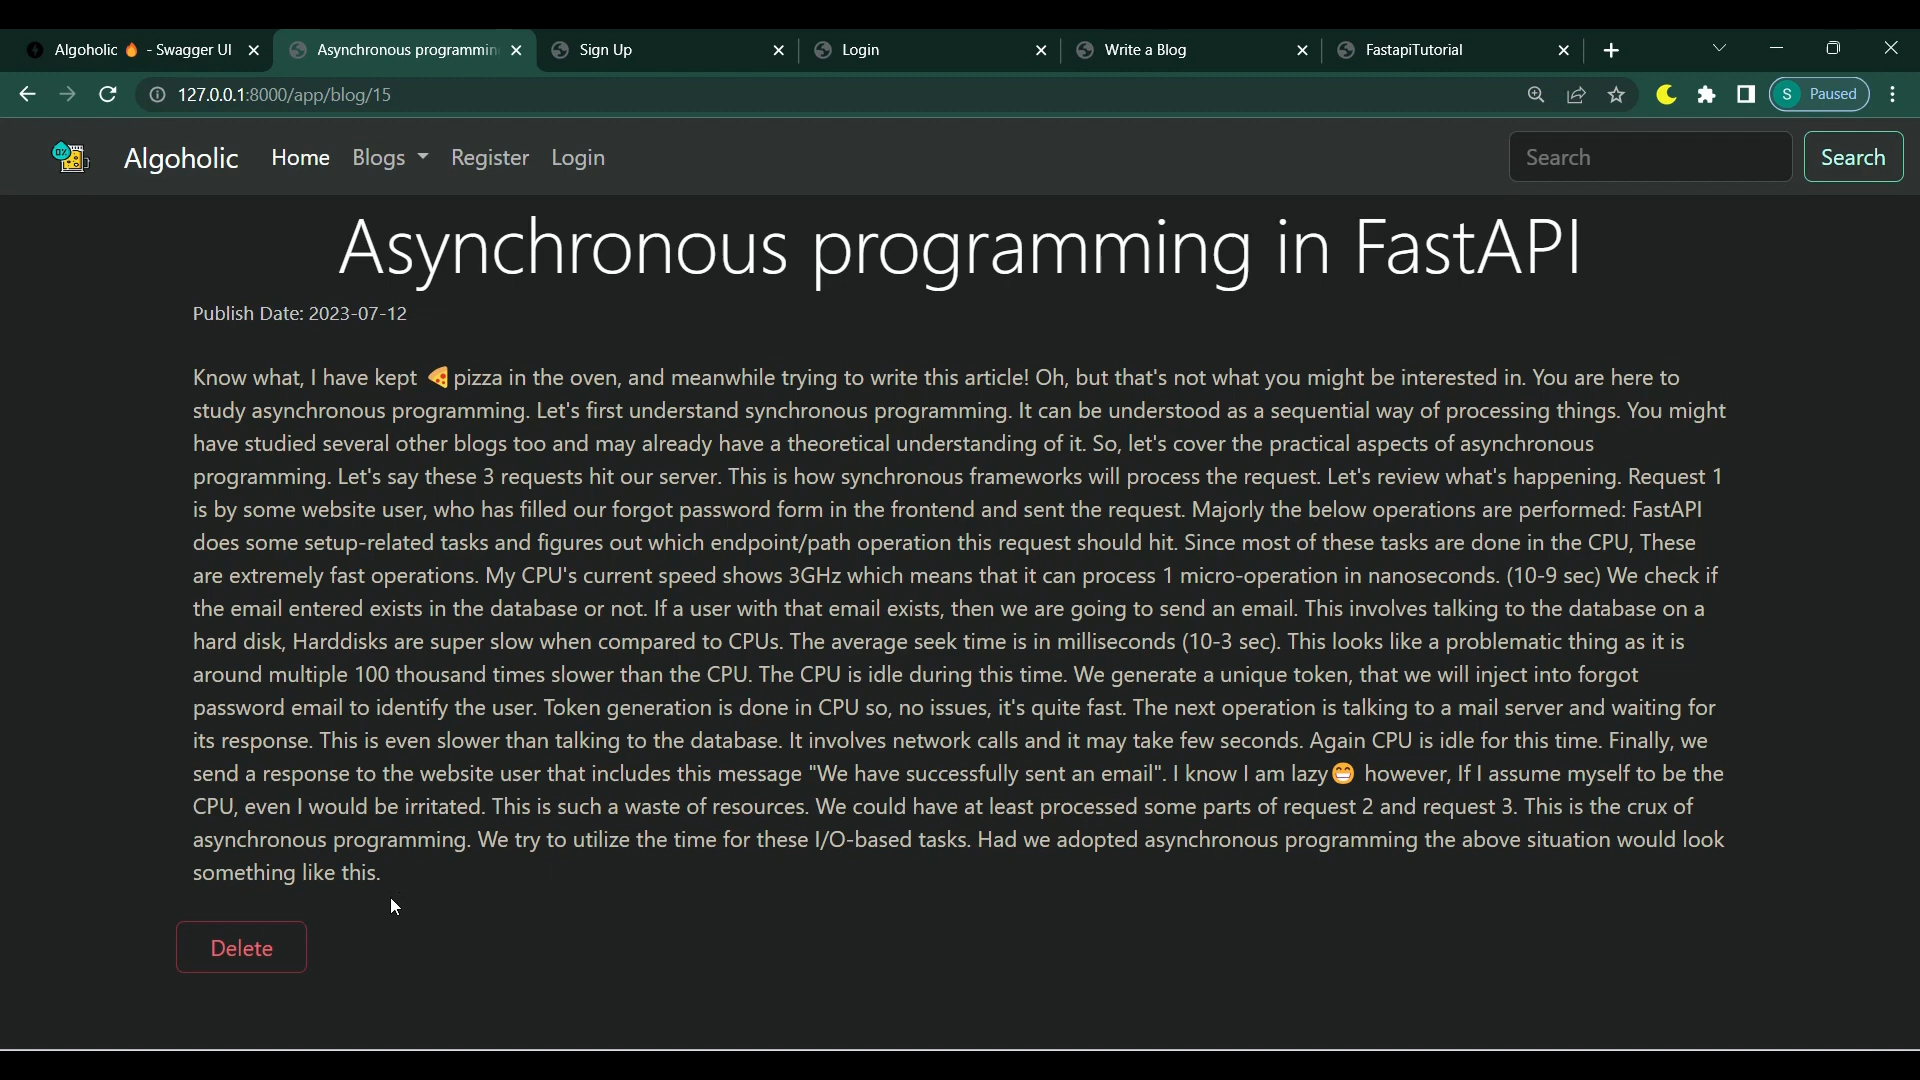 Algoholic 🔥 - Swagger UI
Asynchronous programmin
Sign Up
Login
Write a Blog
FastapiTutorial
127.0.0.1:8000/app/blog/15
S Paused
0%
Algoholic Home Blogs Register Login Search Search
Asynchronous programming in FastAPI
Publish Date: 2023-07-12
Know what, I have kept 🍕pizza in the oven, and meanwhile trying to write this article! Oh, but that's not what you might be interested in. You are here to
study asynchronous programming. Let's first understand synchronous programming. It can be understood as a sequential way of processing things. You might
have studied several other blogs too and may already have a theoretical understanding of it. So, let's cover the practical aspects of asynchronous
programming. Let's say these 3 requests hit our server. This is how synchronous frameworks will process the request. Let's review what's happening. Request 1
is by some website user, who has filled our forgot password form in the frontend and sent the request. Majorly the below operations are performed: FastAPI
does some setup-related tasks and figures out which endpoint/path operation this request should hit. Since most of these tasks are done in the CPU, These
are extremely fast operations. My CPU's current speed shows 3GHz which means that it can process 1 micro-operation in nanoseconds. (10-9 sec) We check if
the email entered exists in the database or not. If a user with that email exists, then we are going to send an email. This involves talking to the database on a
hard disk, Harddisks are super slow when compared to CPUs. The average seek time is in milliseconds (10-3 sec). This looks like a problematic thing as it is
around multiple 100 thousand times slower than the CPU. The CPU is idle during this time. We generate a unique token, that we will inject into forgot
password email to identify the user. Token generation is done in CPU so, no issues, it's quite fast. The next operation is talking to a mail server and waiting for
its response. This is even slower than talking to the database. It involves network calls and it may take few seconds. Again CPU is idle for this time. Finally, we
send a response to the website user that includes this message "We have successfully sent an email". I know I am lazy😁 however, If I assume myself to be the
CPU, even I would be irritated. This is such a waste of resources. We could have at least processed some parts of request 2 and request 3. This is the crux of
asynchronous programming. We try to utilize the time for these I/O-based tasks. Had we adopted asynchronous programming the above situation would look
something like this.
Delete